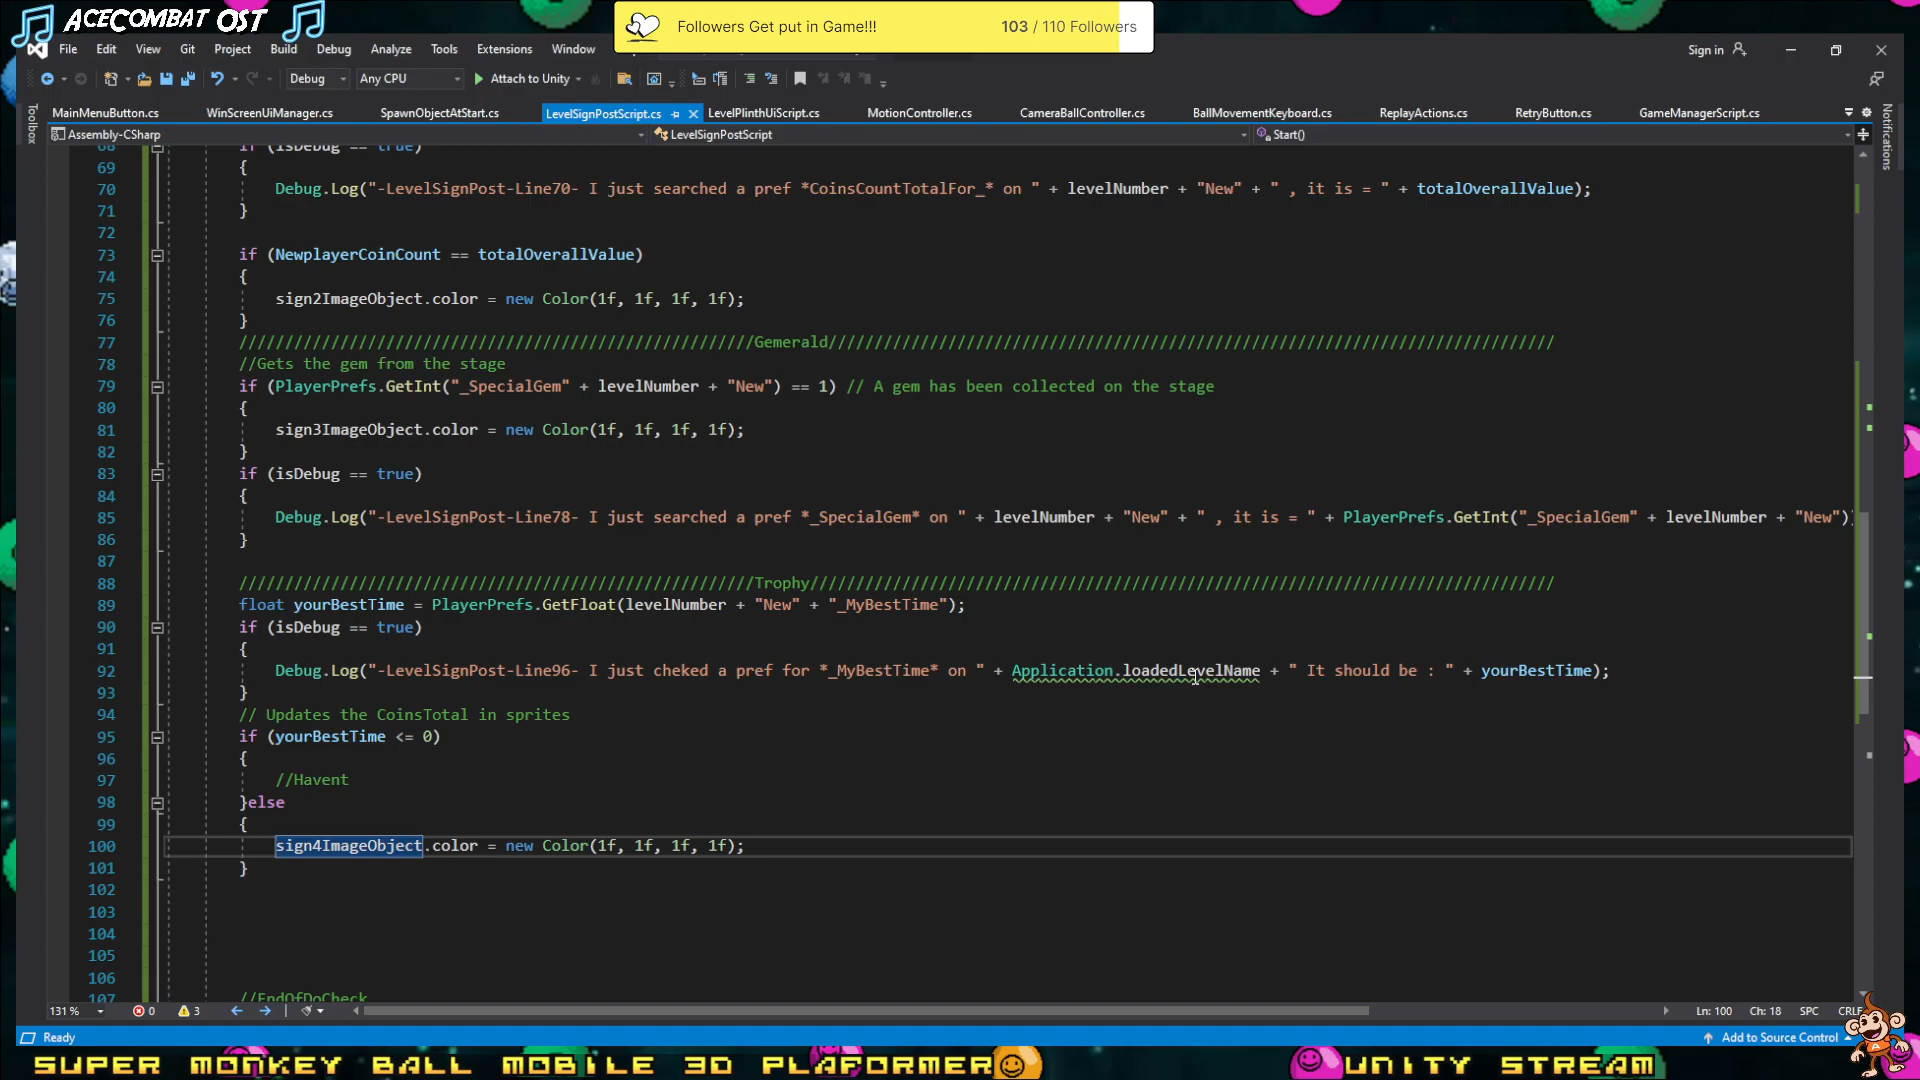 ACECOMBAT OST
Followers Get put in Game!!! 103 / 110 Followers
File Edit View Git Project Build Debug Analyze Tools Extensions Window
Sign in
Debug Any CPU Attach to Unity
Toolbox
Notifications
MainMenuButton.cs WinScreenUiManager.cs SpawnObjectAtStart.cs LevelSignPostScript.cs LevelPlinthUiScript.cs MotionController.cs CameraBallController.cs BallMovementKeyboard.cs ReplayActions.cs RetryButton.cs GameManagerScript.cs
Assembly-CSharp LevelSignPostScript Start()
68 if (isDebug == true)
69 {
70 Debug.Log("-LevelSignPost-Line70- I just searched a pref *CoinsCountTotalFor_* on " + levelNumber + "New" + " , it is = " + totalOverallValue);
71 }
72
73 if (NewplayerCoinCount == totalOverallValue)
74 {
75 sign2ImageObject.color = new Color(1f, 1f, 1f, 1f);
76 }
77 ////////////////////////////////////////////////////////Gemerald///////////////////////////////////////////////////////////////////////////////
78 //Gets the gem from the stage
79 if (PlayerPrefs.GetInt("_SpecialGem" + levelNumber + "New") == 1) // A gem has been collected on the stage
80 {
81 sign3ImageObject.color = new Color(1f, 1f, 1f, 1f);
82 }
83 if (isDebug == true)
84 {
85 Debug.Log("-LevelSignPost-Line78- I just searched a pref *_SpecialGem* on " + levelNumber + "New" + " , it is = " + PlayerPrefs.GetInt("_SpecialGem" + levelNumber + "New")
86 }
87
88 ////////////////////////////////////////////////////////Trophy/////////////////////////////////////////////////////////////////////////////////
89 float yourBestTime = PlayerPrefs.GetFloat(levelNumber + "New" + "_MyBestTime");
90 if (isDebug == true)
91 {
92 Debug.Log("-LevelSignPost-Line96- I just cheked a pref for *_MyBestTime* on " + Application.loadedLevelName + " It should be : " + yourBestTime);
93 }
94 // Updates the CoinsTotal in sprites
95 if (yourBestTime <= 0)
96 {
97 //Havent
98 }else
99 {
100 sign4ImageObject.color = new Color(1f, 1f, 1f, 1f);
101 }
102
103
104
105
106
107 //EndOfDoCheck
131 % 0 3 Ln: 100 Ch: 18 SPC CRLF
Ready Add to Source Control
SUPER MONKEY BALL MOBILE 3D PLAFORMER UNITY STREAM